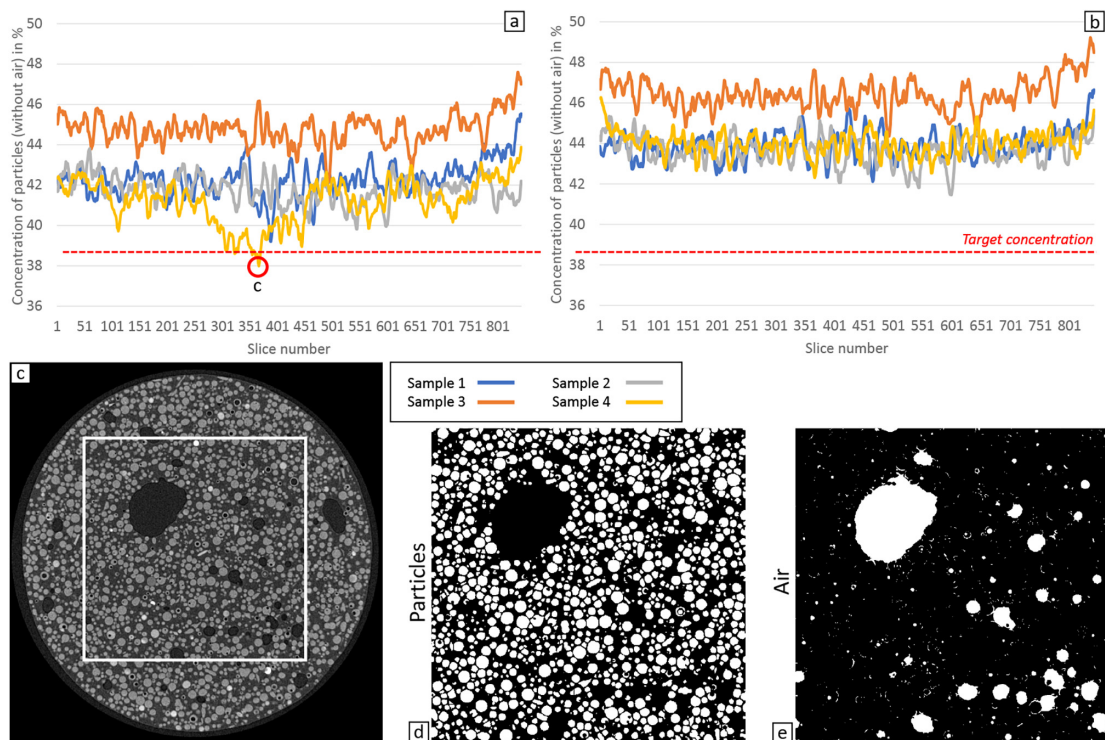 a
Concentration of particles (without air) in %
50
48
46
44
42
40
38
36
c
1 51 101 151 201 251 301 351 401 451 501 551 601 651 701 751 801
Slice number
b
Concentration of particles (without air) in %
50
48
46
44
42
40
38
36
Target concentration
1 51 101 151 201 251 301 351 401 451 501 551 601 651 701 751 801
Slice number
c
Sample 1 Sample 2
Sample 3 Sample 4
Particles
d
Air
e